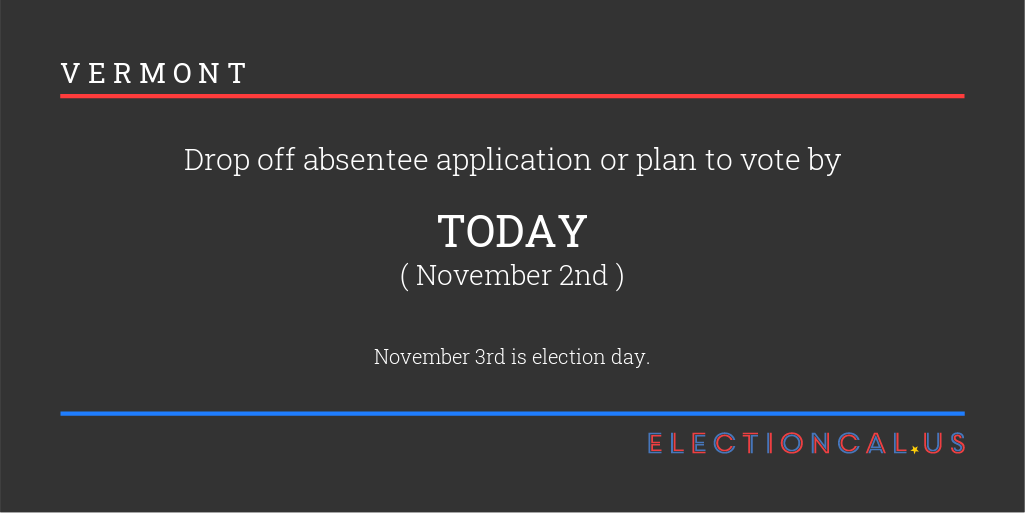 VERMONT
Drop off absentee application or plan to vote by
TODAY
( November 2nd )
November 3rd is election day.
ELECTIONCAL.US